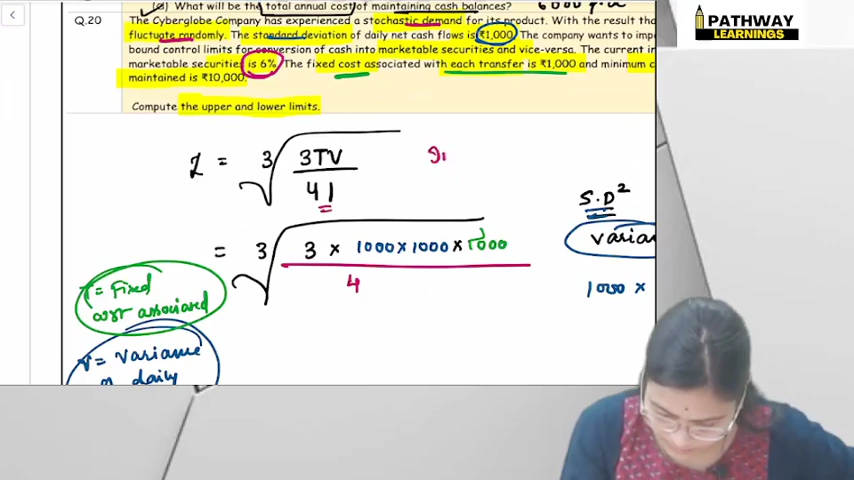 What will be the total annual cost of maintaining cash balances?
PATHWAY
LEARNINGS
Q.20
The Cyberglobe Company has experienced a stochastic demand for its product. With the result tha
fluctuate randomly. The standard deviation of daily net cash flows is ₹1,000. The company wants to impo
bound control limits for conversion of cash into marketable securities and vice-versa. The current in
marketable securities is 6%. The fixed cost associated with each transfer is ₹1,000 and minimum c
maintained is ₹10,000.
Compute the upper and lower limits.
Z = 3√ 3TV
4I
= 3√ 3 × 1000×1000 × 1000
4
S.D²
varian
1000 ×
T = Fixed
cost associated
V = Variance
of daily